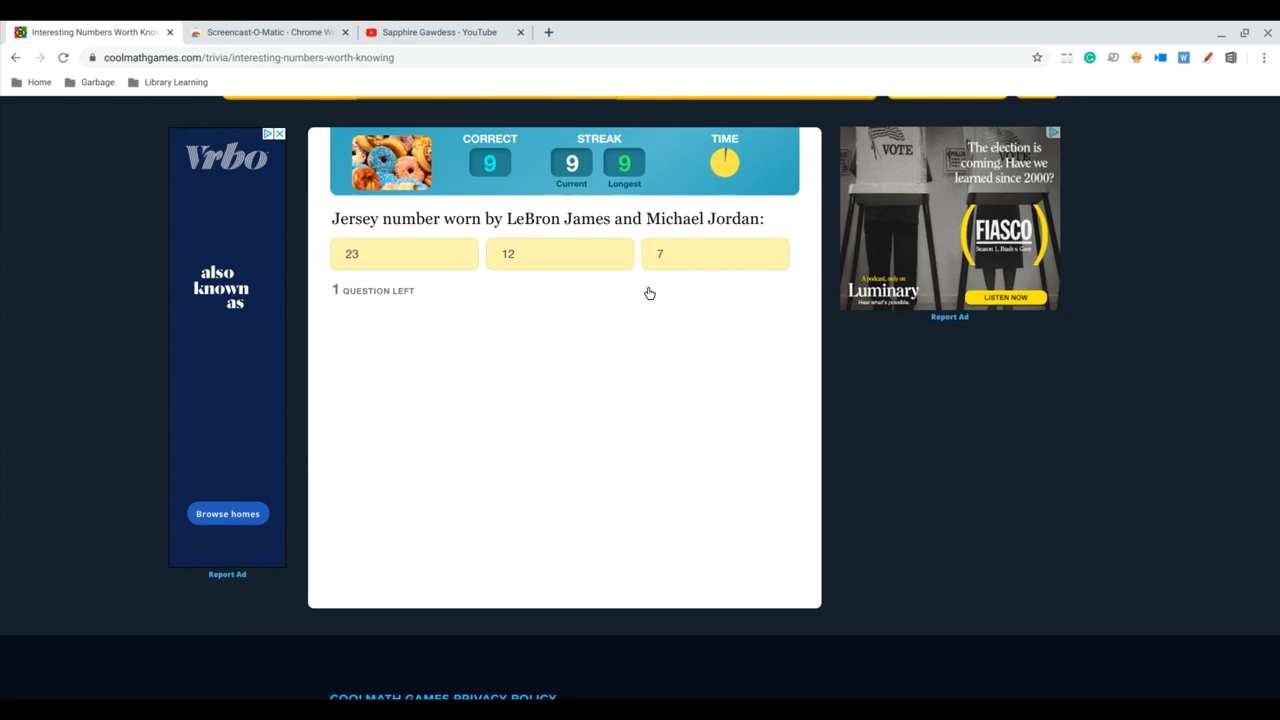 Interesting Numbers Worth Know
Screencast-O-Matic - Chrome We
Sapphire Gawdess - YouTube
coolmathgames.com/trivia/interesting-numbers-worth-knowing
Home
Garbage
Library Learning
Vrbo
also
known
as
Browse homes
Report Ad
CORRECT
STREAK
TIME
9
9
9
Current
Longest
Jersey number worn by LeBron James and Michael Jordan:
23
12
7
1 QUESTION LEFT
VOTE
The election is
coming. Have we
learned since 2000?
FIASCO
Season 1, Bush v. Gore
A podcast, only on
Luminary
Hear what's possible.
LISTEN NOW
Report Ad
COOLMATH GAMES PRIVACY POLICY